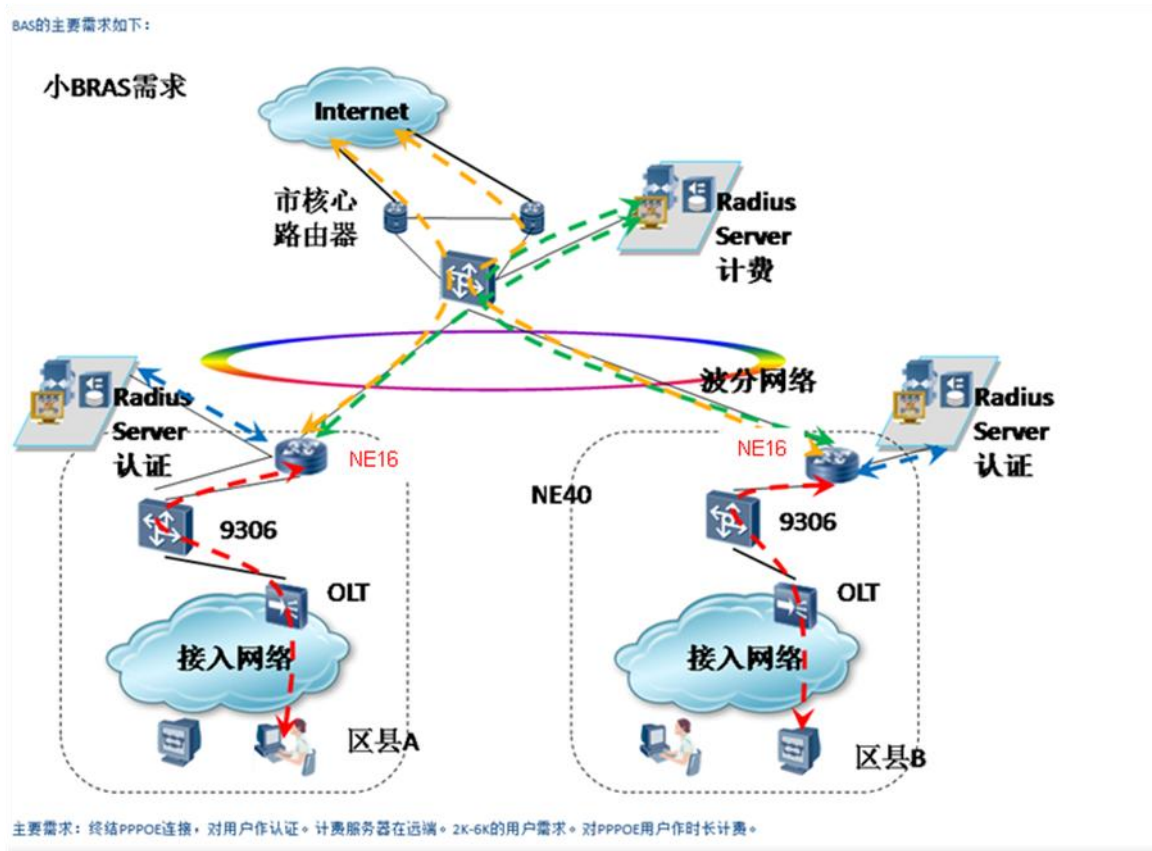 BAS的主要需求如下：
小BRAS需求
Internet
市核心
路由器
Radius
Server
计费
波分网络
Radius
Server
认证
Radius
Server
认证
NE16
NE16
NE40
9306
9306
OLT
OLT
接入网络
接入网络
区县A
区县B
主要需求：终结PPPOE连接，对用户作认证。计费服务器在远端。2K-6K的用户需求。对PPPOE用户作时长计费。